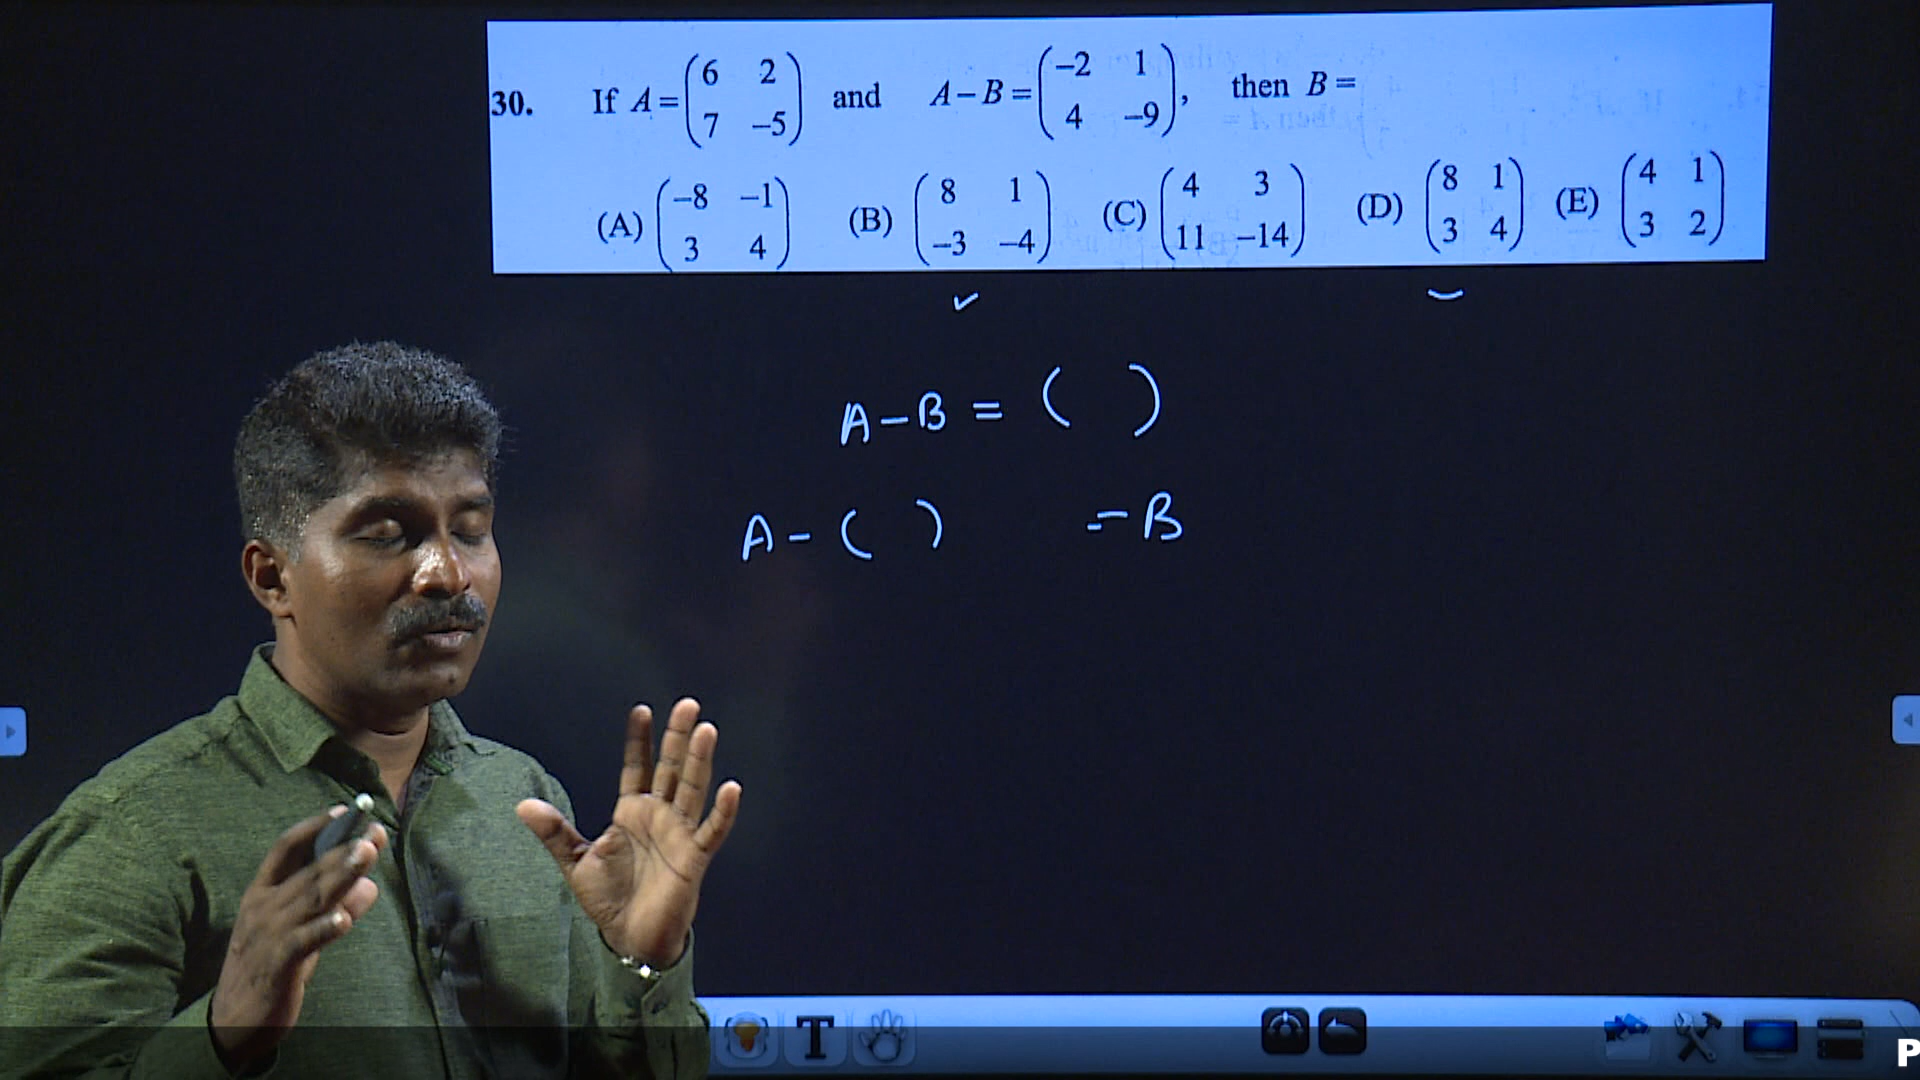 30. If A = (6 2 7 −5) and A − B = (−2 1 4 −9), then B =
(A) (−8 −1 3 4) (B) (8 1 −3 −4) (C) (4 3 11 −14) (D) (8 1 3 4) (E) (4 1 3 2)
A − B = ( )
A − ( ) = B
T
P